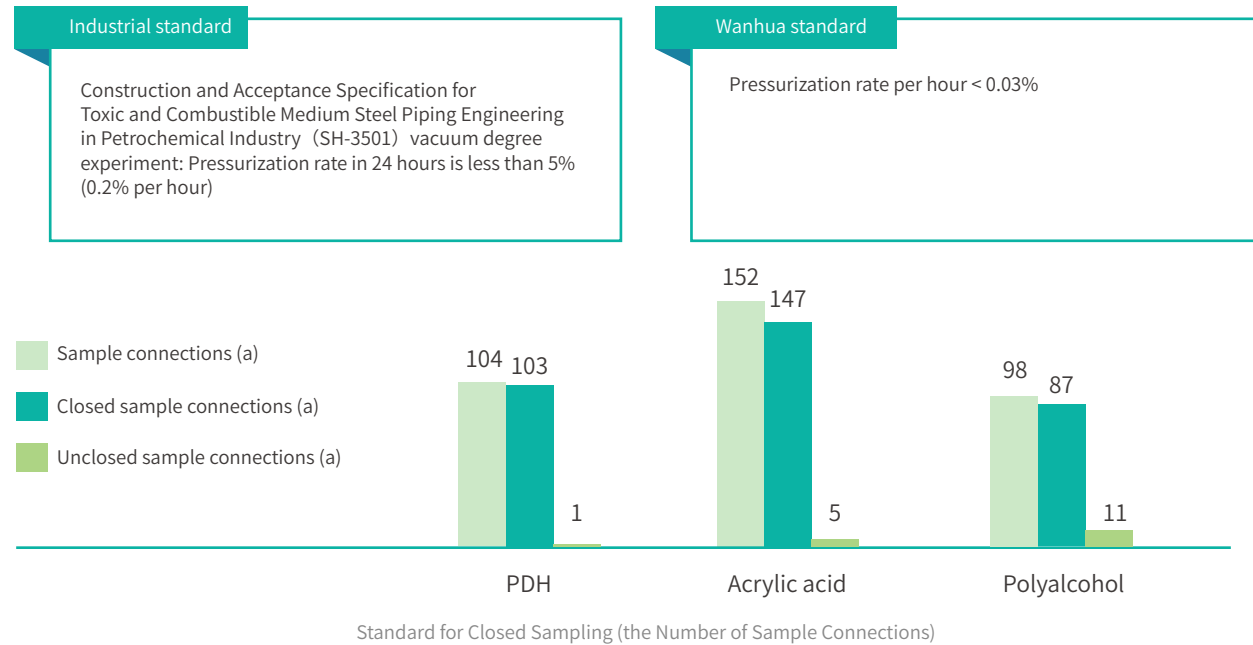 Industrial standard
Construction and Acceptance Specification for
Toxic and Combustible Medium Steel Piping Engineering
in Petrochemical Industry（SH-3501）vacuum degree
experiment: Pressurization rate in 24 hours is less than 5%
(0.2% per hour)
Wanhua standard
Pressurization rate per hour < 0.03%
Sample connections (a)
Closed sample connections (a)
Unclosed sample connections (a)
104
103
1
152
147
5
98
87
11
PDH
Acrylic acid
Polyalcohol
Standard for Closed Sampling (the Number of Sample Connections)